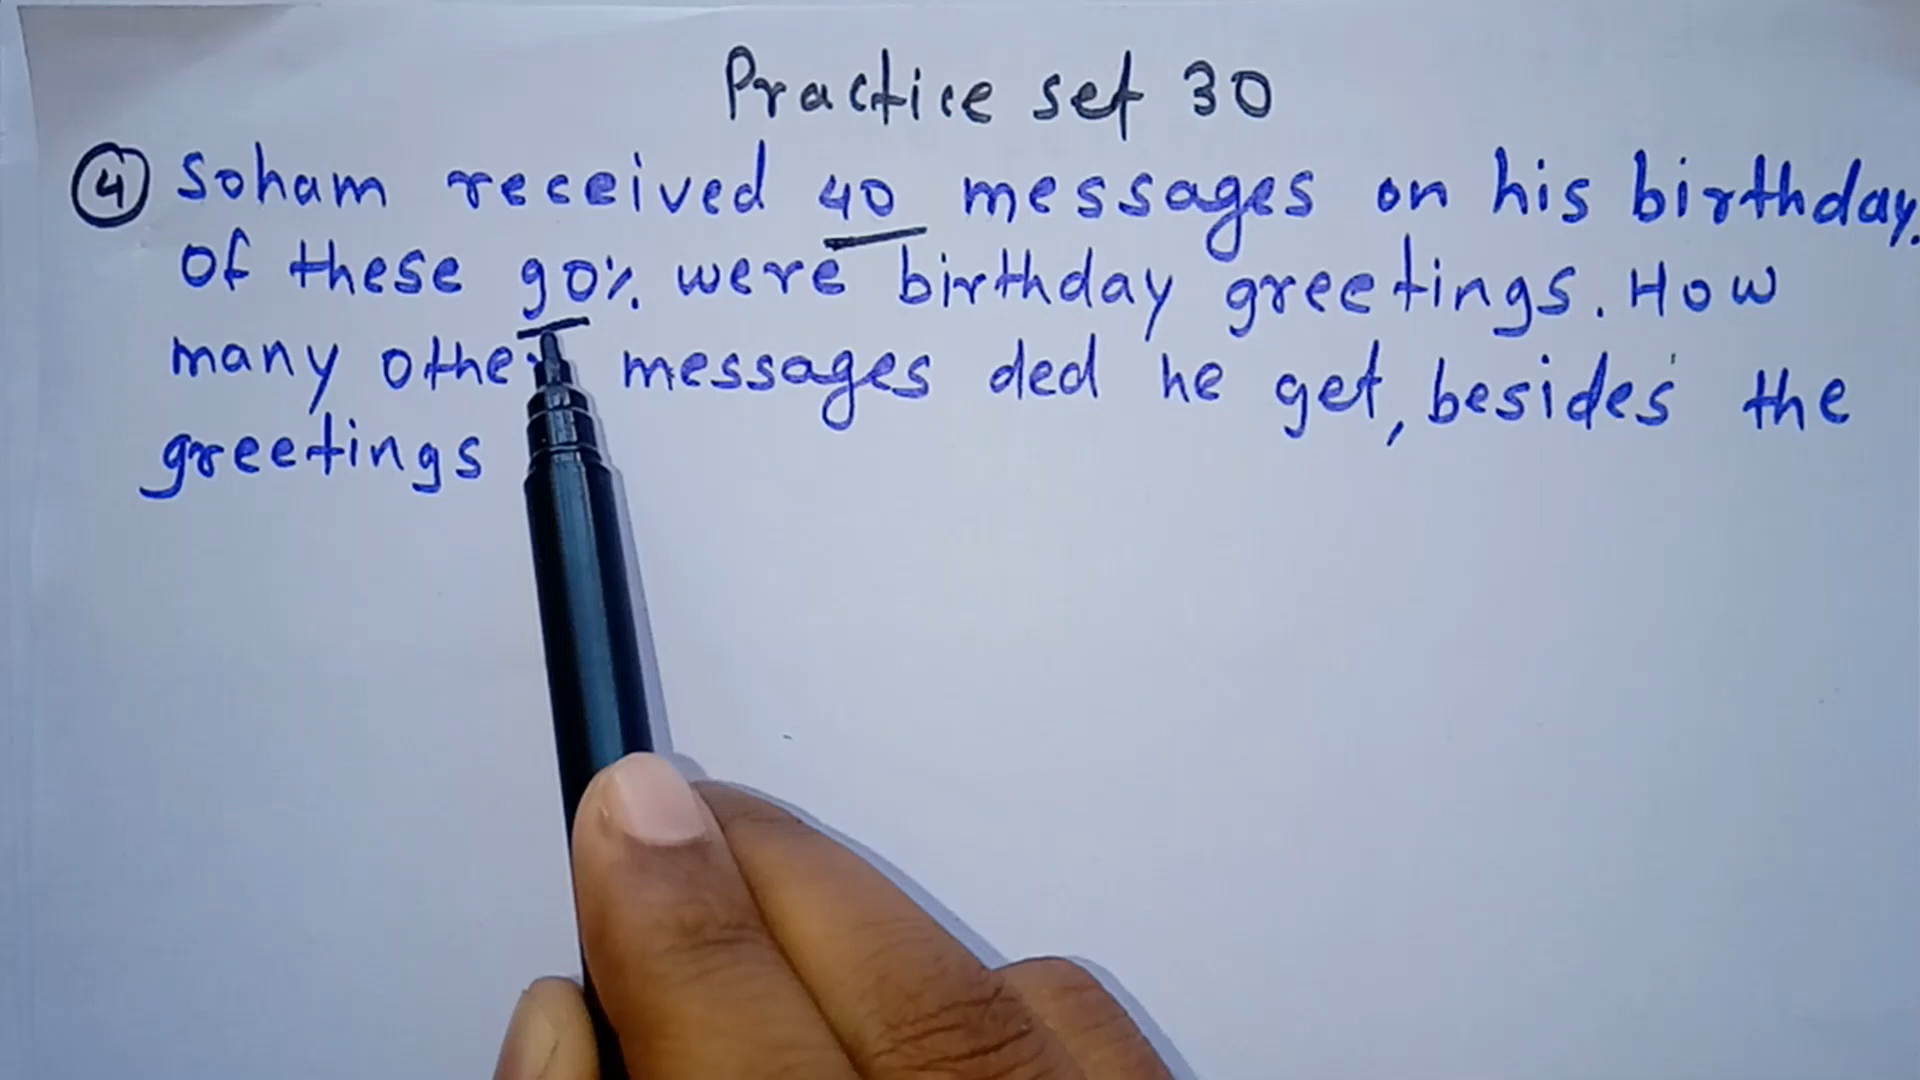 Practice set 30
4 Soham received 40 messages on his birthday.
Of these 90% were birthday greetings. How
many other messages ded he get, besides the
greetings